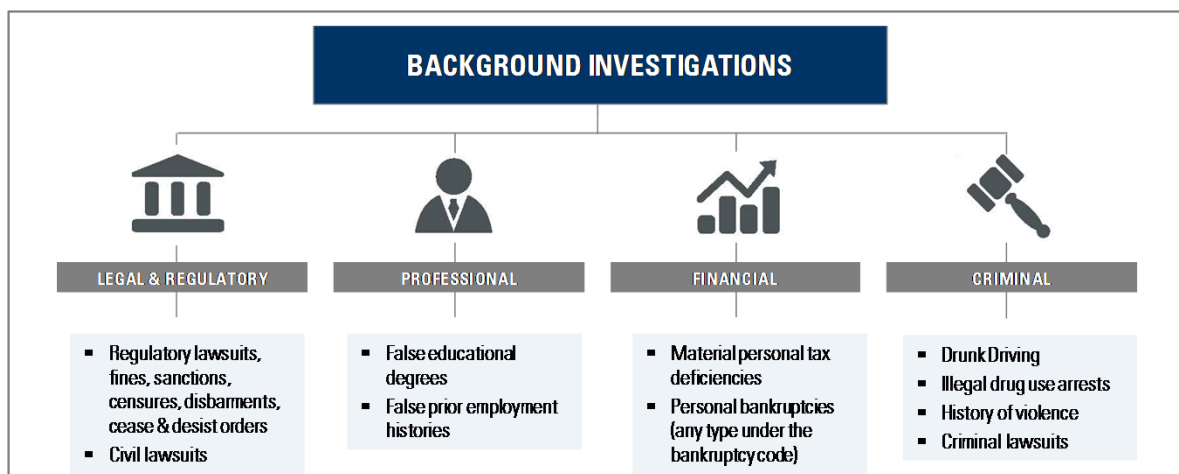 BACKGROUND INVESTIGATIONS
LEGAL & REGULATORY
▪ Regulatory lawsuits,
fines, sanctions,
censures, disbarments,
cease & desist orders
▪ Civil lawsuits
PROFESSIONAL
▪ False educational
degrees
▪ False prior employment
histories
FINANCIAL
▪ Material personal tax
deficiencies
▪ Personal bankruptcies
(any type under the
bankruptcy code)
CRIMINAL
▪ Drunk Driving
▪ Illegal drug use arrests
▪ History of violence
▪ Criminal lawsuits